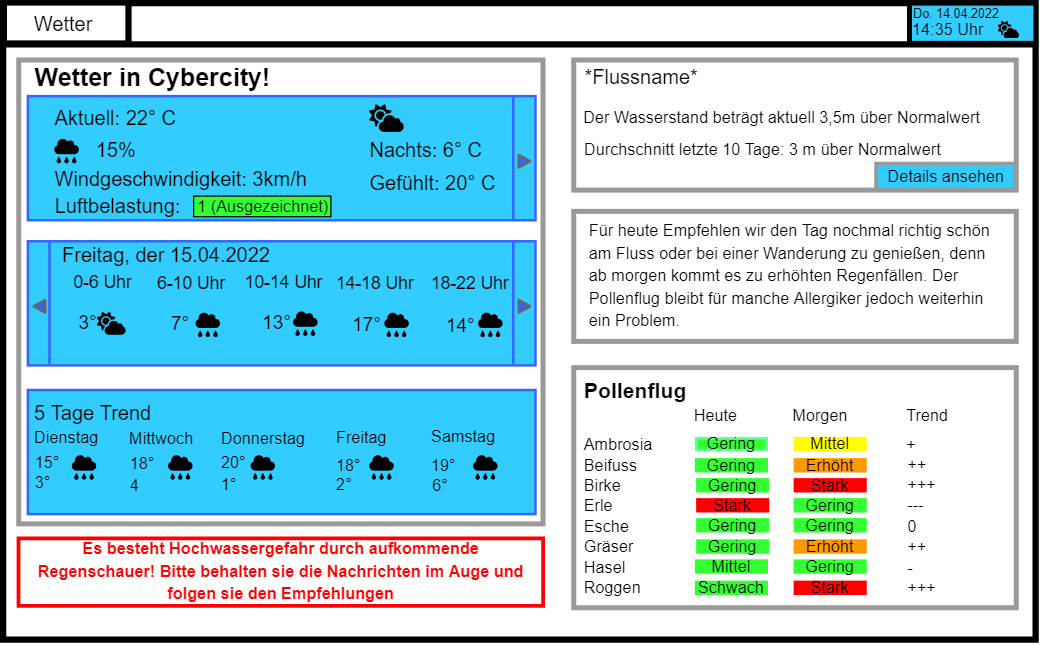 Wetter
Do. 14.04.2022
14:35 Uhr
Wetter in Cybercity!
Aktuell: 22° C
15%
Windgeschwindigkeit: 3km/h
Luftbelastung: 1 (Ausgezeichnet)
Nachts: 6° C
Gefühlt: 20° C
Freitag, der 15.04.2022
0-6 Uhr 6-10 Uhr 10-14 Uhr 14-18 Uhr 18-22 Uhr
3° 7° 13° 17° 14°
5 Tage Trend
Dienstag Mittwoch Donnerstag Freitag Samstag
15° 18° 20° 18° 19°
3° 4 1° 2° 6°
Es besteht Hochwassergefahr durch aufkommende
Regenschauer! Bitte behalten sie die Nachrichten im Auge und
folgen sie den Empfehlungen
*Flussname*
Der Wasserstand beträgt aktuell 3,5m über Normalwert
Durchschnitt letzte 10 Tage: 3 m über Normalwert
Details ansehen
Für heute Empfehlen wir den Tag nochmal richtig schön
am Fluss oder bei einer Wanderung zu genießen, denn
ab morgen kommt es zu erhöhten Regenfällen. Der
Pollenflug bleibt für manche Allergiker jedoch weiterhin
ein Problem.
Pollenflug
Heute Morgen Trend
Ambrosia Gering Mittel +
Beifuss Gering Erhöht ++
Birke Gering Stark +++
Erle Stark Gering ---
Esche Gering Gering 0
Gräser Gering Erhöht ++
Hasel Mittel Gering -
Roggen Schwach Stark +++